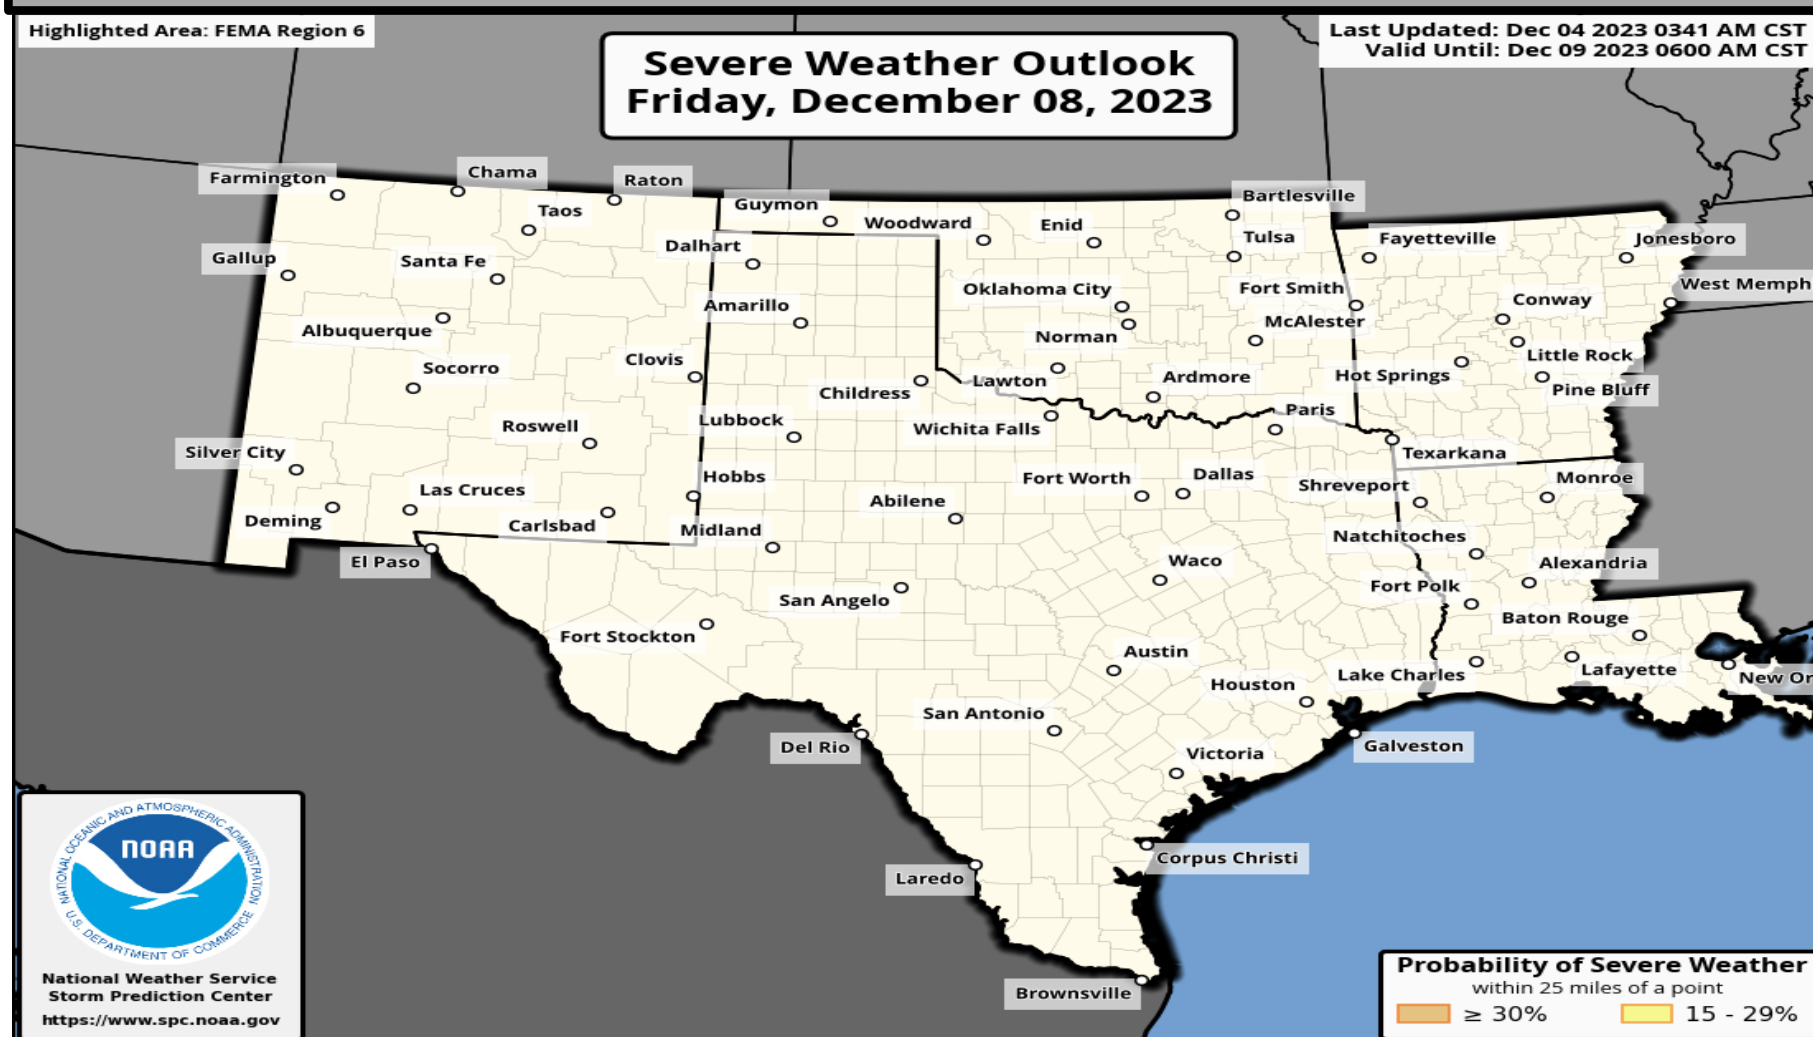 Highlighted Area: FEMA Region 6
Last Updated: Dec 04 2023 0341 AM CST
Valid Until: Dec 09 2023 0600 AM CST
Severe Weather Outlook
Friday, December 08, 2023
Farmington
Chama
Raton
Taos
Guymon
Woodward
Enid
Bartlesville
Tulsa
Fayetteville
Jonesboro
Gallup
Santa Fe
Dalhart
Oklahoma City
Fort Smith
Conway
West Memph
Albuquerque
Amarillo
Norman
McAlester
Little Rock
Socorro
Clovis
Childress
Lawton
Ardmore
Hot Springs
Pine Bluff
Roswell
Lubbock
Wichita Falls
Paris
Texarkana
Silver City
Las Cruces
Hobbs
Abilene
Fort Worth
Dallas
Shreveport
Monroe
Deming
Carlsbad
Midland
Natchitoches
El Paso
San Angelo
Waco
Fort Polk
Alexandria
Fort Stockton
Austin
Baton Rouge
Houston
Lake Charles
Lafayette
New Or
San Antonio
Del Rio
Victoria
Galveston
Laredo
Corpus Christi
Brownsville
NATIONAL OCEANIC AND ATMOSPHERIC ADMINISTRATION
NOAA
U.S. DEPARTMENT OF COMMERCE
National Weather Service
Storm Prediction Center
https://www.spc.noaa.gov
Probability of Severe Weather
within 25 miles of a point
≥ 30%
15 - 29%